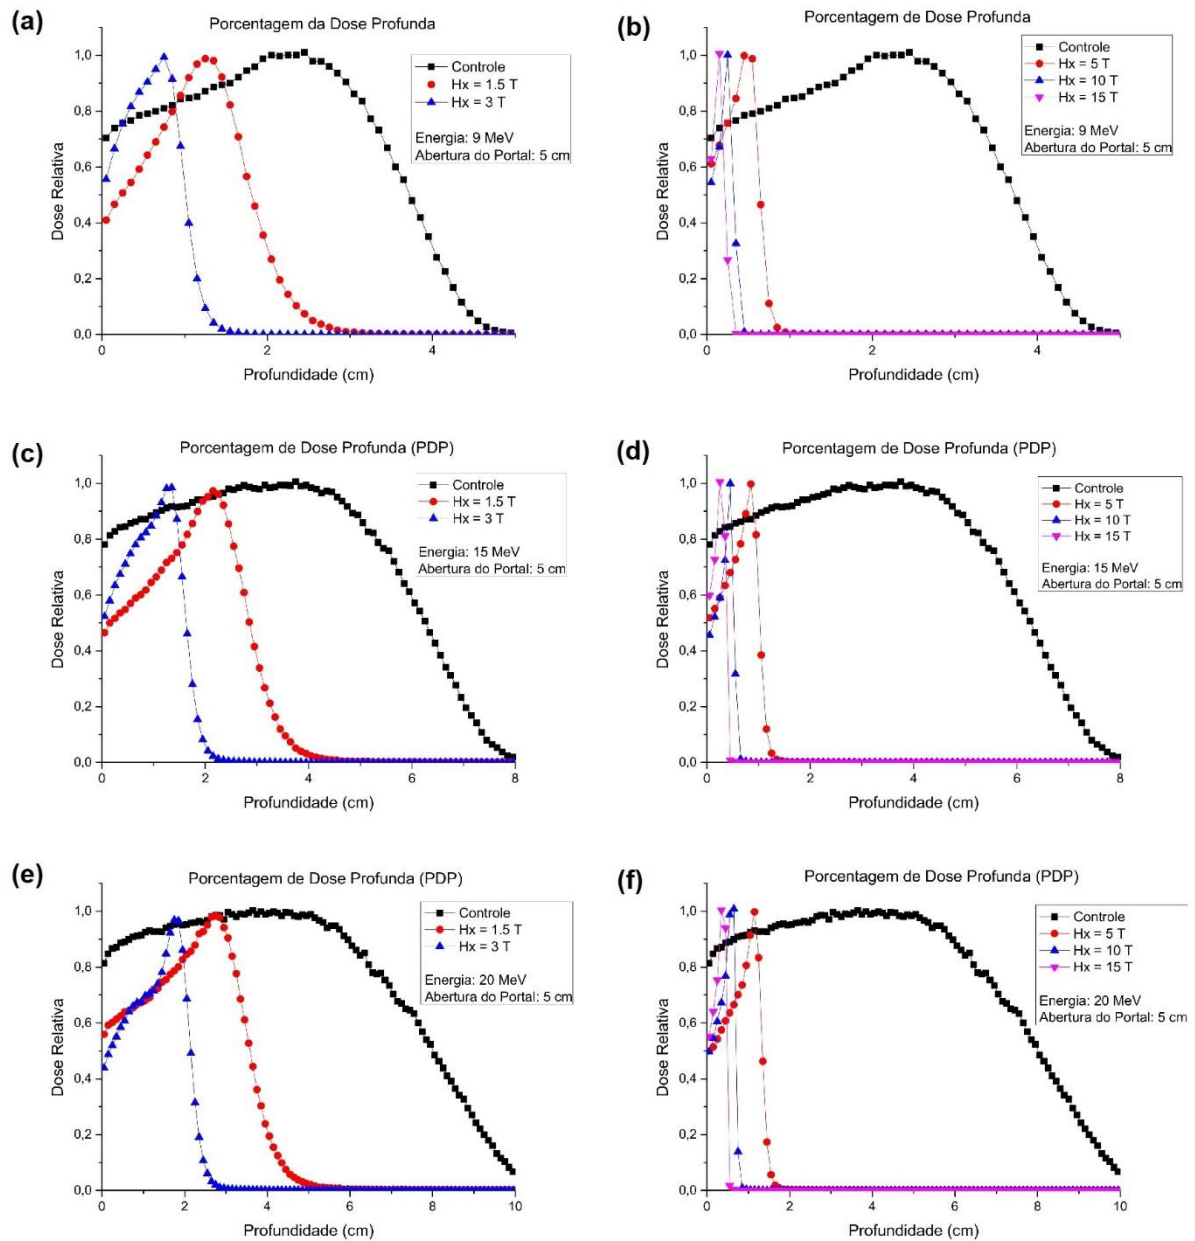 (a)
Porcentagem da Dose Profunda
Controle
Hx = 1.5 T
Hx = 3 T
Energia: 9 MeV
Abertura do Portal: 5 cm
Dose Relativa
1,0
0,8
0,6
0,4
0,2
0,0
0 2 4
Profundidade (cm)
(b)
Porcentagem de Dose Profunda
Controle
Hx = 5 T
Hx = 10 T
Hx = 15 T
Energia: 9 MeV
Abertura do Portal: 5 cm
Dose Relativa
1,0
0,8
0,6
0,4
0,2
0,0
0 2 4
Profundidade (cm)
(c)
Porcentagem de Dose Profunda (PDP)
Controle
Hx = 1.5 T
Hx = 3 T
Energia: 15 MeV
Abertura do Portal: 5 cm
Dose Relativa
1,0
0,8
0,6
0,4
0,2
0,0
0 2 4 6 8
Profundidade (cm)
(d)
Porcentagem de Dose Profunda (PDP)
Controle
Hx = 5 T
Hx = 10 T
Hx = 15 T
Energia: 15 MeV
Abertura do Portal: 5 cm
Dose Relativa
1,0
0,8
0,6
0,4
0,2
0,0
0 2 4 6 8
Profundidade (cm)
(e)
Porcentagem de Dose Profunda (PDP)
Controle
Hx = 1.5 T
Hx = 3 T
Energia: 20 MeV
Abertura do Portal: 5 cm
Dose Relativa
1,0
0,8
0,6
0,4
0,2
0,0
0 2 4 6 8 10
Profundidade (cm)
(f)
Porcentagem de Dose Profunda (PDP)
Controle
Hx = 5 T
Hx = 10 T
Hx = 15 T
Energia: 20 MeV
Abertura do Portal: 5 cm
Dose Relativa
1,0
0,8
0,6
0,4
0,2
0,0
0 2 4 6 8 10
Profundidade (cm)